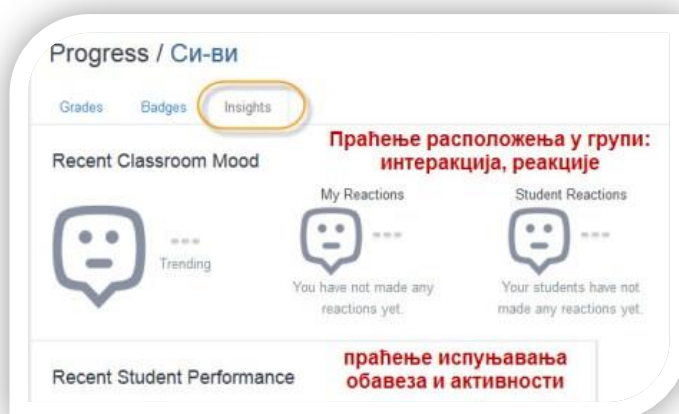 Progress / Си-ви
Grades Badges Insights
Праћење расположења у групи:
интеракција, реакције
Recent Classroom Mood
My Reactions Student Reactions
---
Trending
---
---
You have not made any
reactions yet.
Your students have not
made any reactions yet.
праћење испуњавања
обавеза и активности
Recent Student Performance